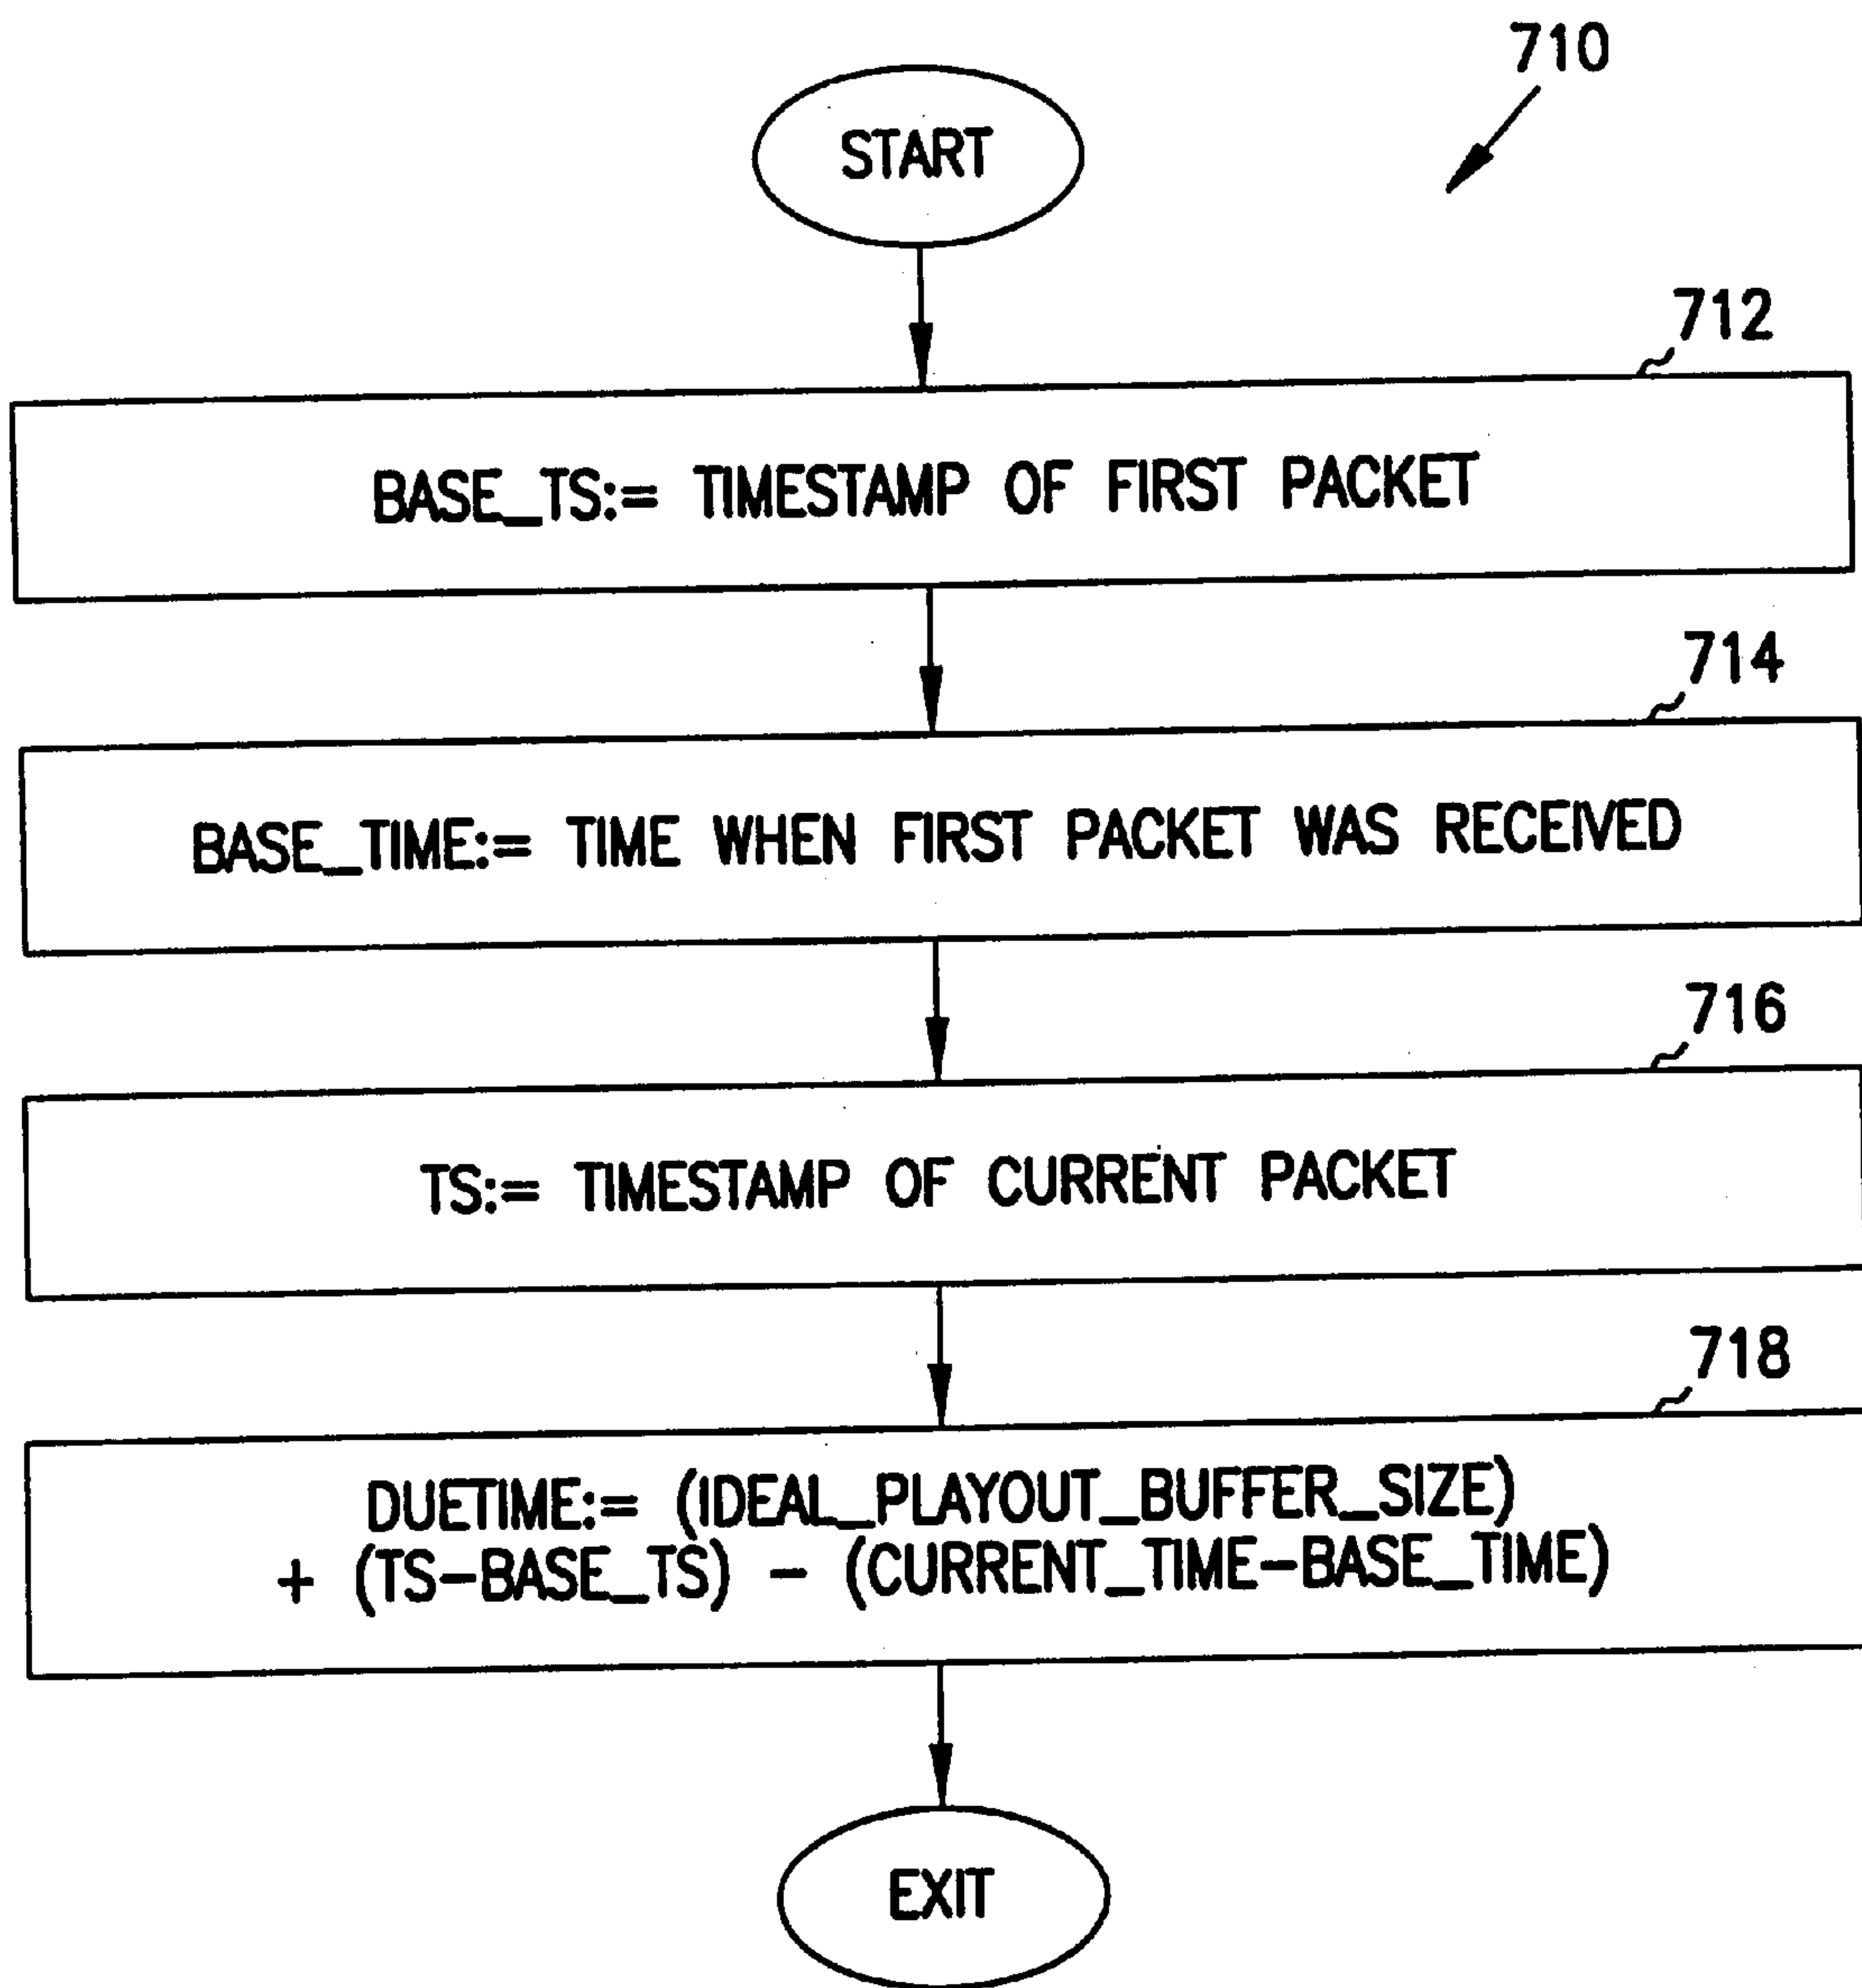 710
START
712
BASE_TS:= TIMESTAMP OF FIRST PACKET
714
BASE_TIME:= TIME WHEN FIRST PACKET WAS RECEIVED
716
TS:= TIMESTAMP OF CURRENT PACKET
718
DUETIME:= (IDEAL_PLAYOUT_BUFFER_SIZE)
+ (TS-BASE_TS) - (CURRENT_TIME-BASE_TIME)
EXIT